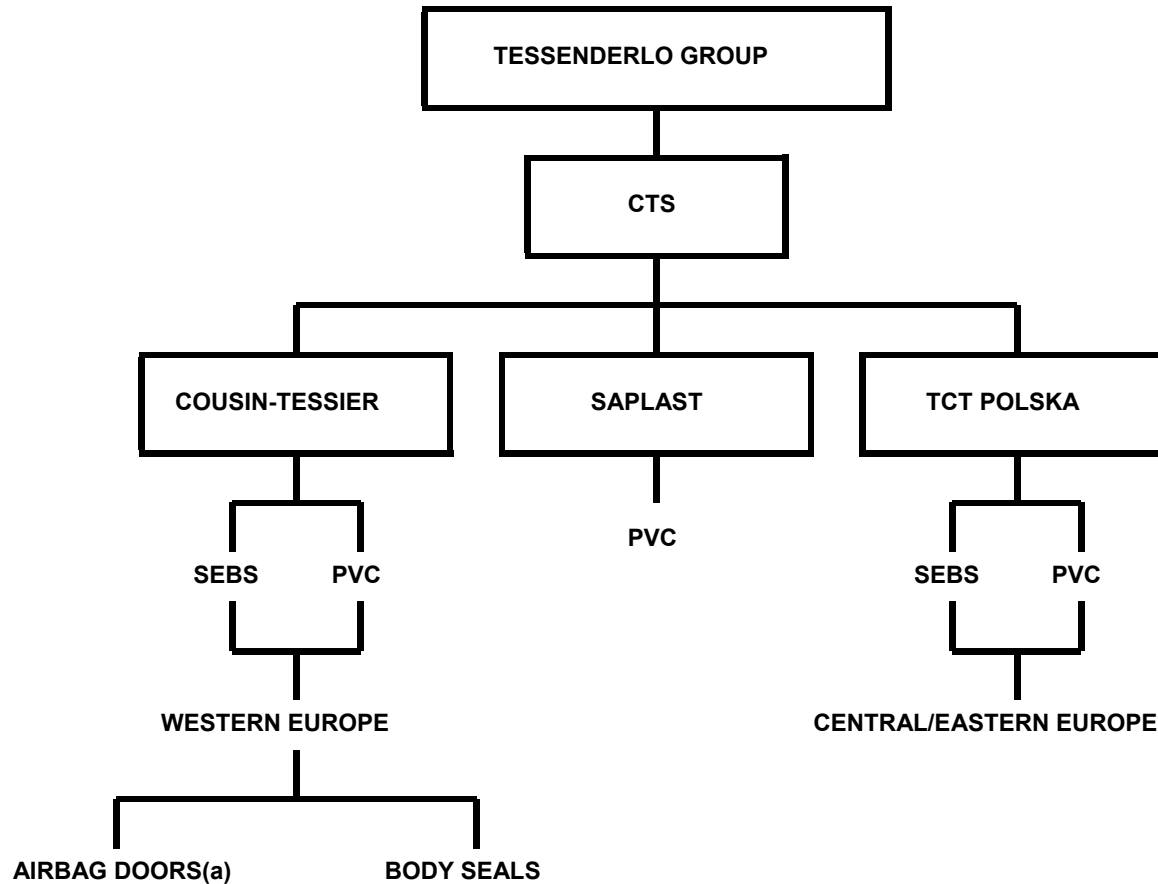 TESSENDERLO GROUP
CTS
COUSIN-TESSIER
SAPLAST
TCT POLSKA
PVC
SEBS
PVC
SEBS
PVC
WESTERN EUROPE
CENTRAL/EASTERN EUROPE
AIRBAG DOORS(a)
BODY SEALS